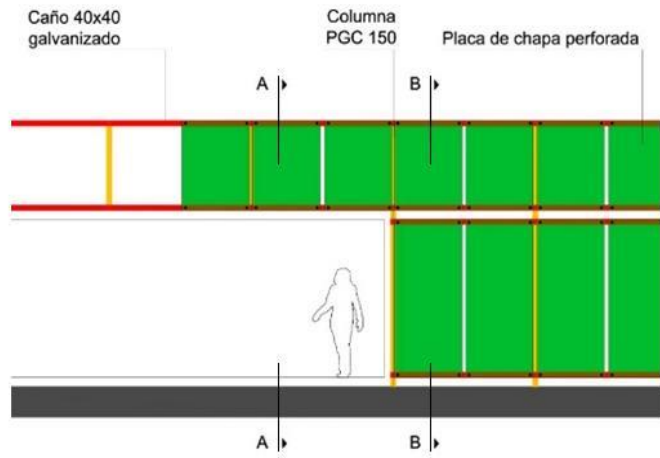 Caño 40x40
galvanizado
Columna
PGC 150
Placa de chapa perforada
A
B
A
B